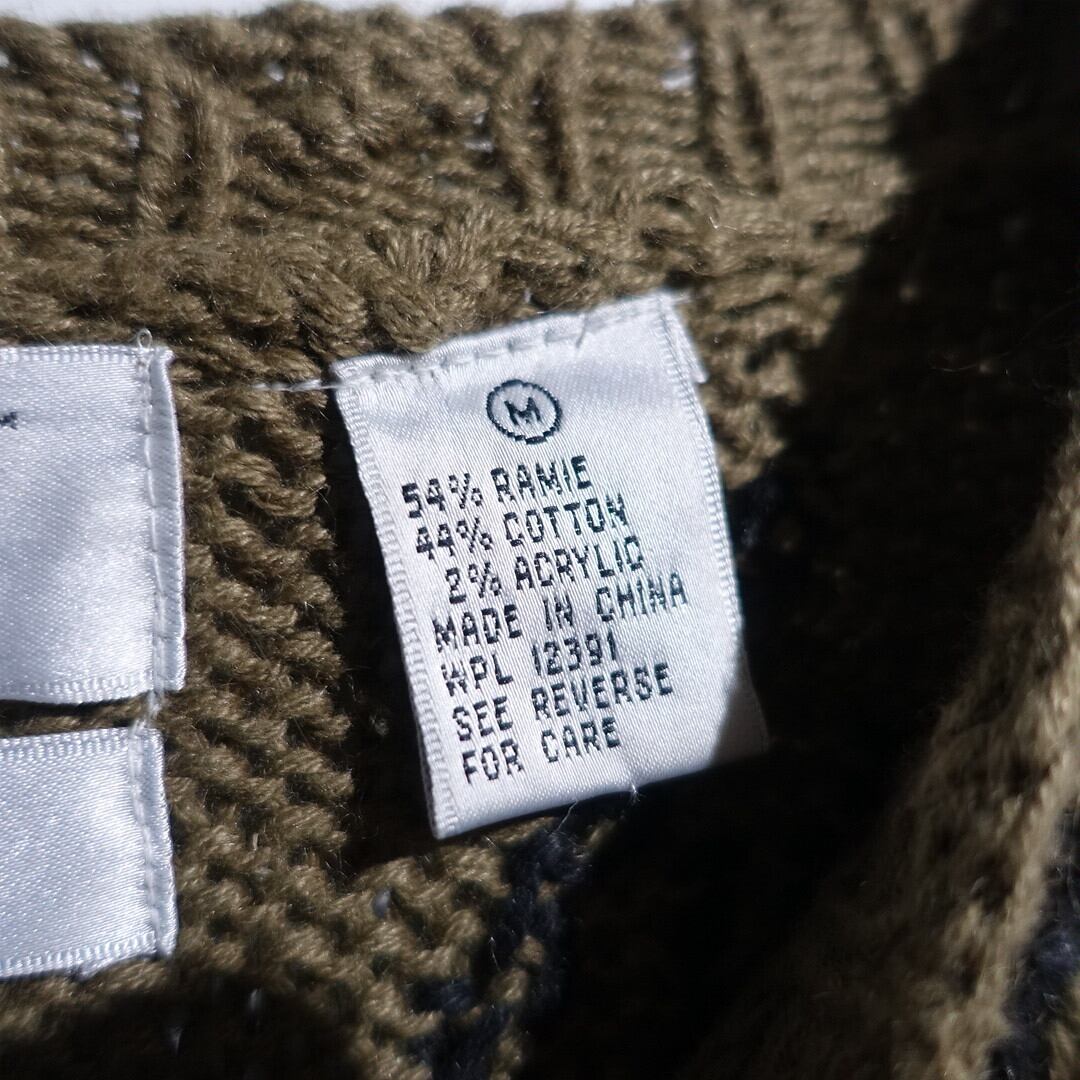 M
54% RAMIE
44% COTTON
2% ACRYLIC
MADE IN CHINA
WPL 12391
SEE REVERSE
FOR CARE